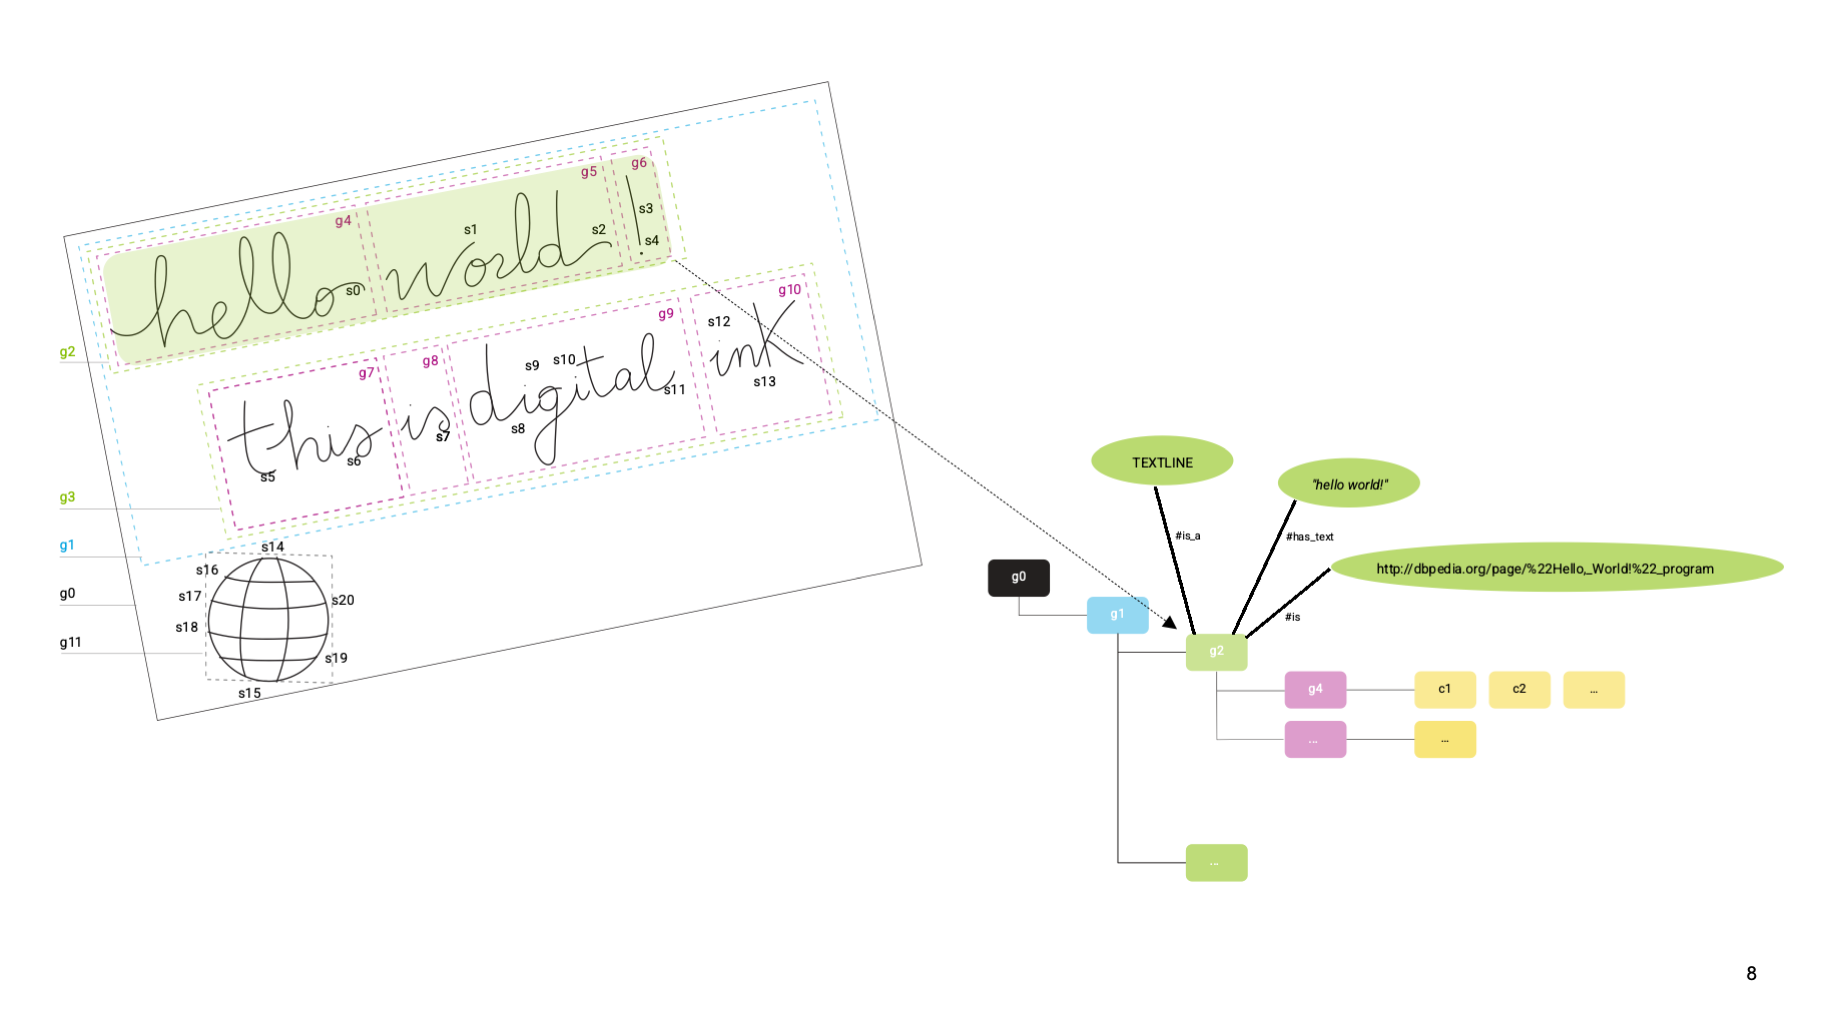 g6
g5
g4
s3
s1
s2
s4
hello world!
s0
g10
g9
s12
g2
g8
s9
s10
g7
this is digital ink
s13
s11
s8
s7
s6
s5
g3
g1
s14
s16
g0
s17
s20
s18
g11
s19
s15
TEXTLINE
"hello world!"
#is_a
#has_text
http://dbpedia.org/page/%22Hello,_World!%22_program
g0
g1
#is
g2
g4
c1
c2
...
...
...
...
8